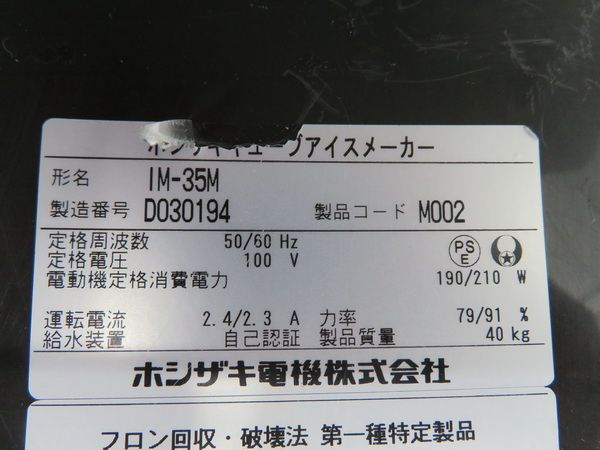 ホシザキキューブアイスメーカー
形名 IM-35M
製造番号 D030194 製品コード M002
定格周波数 50/60 Hz
定格電圧 100 V
PS E
電動機定格消費電力 190/210 W
運転電流 2.4/2.3 A 力率 79/91 %
給水装置 自己認証 製品質量 40 kg
ホシザキ電機株式会社
フロン回収・破壊法 第一種特定製品